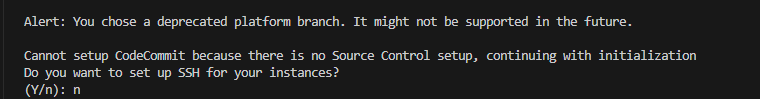 Alert: You chose a deprecated platform branch. It might not be supported in the future.
Cannot setup CodeCommit because there is no Source Control setup, continuing with initialization
Do you want to set up SSH for your instances?
(Y/n): n